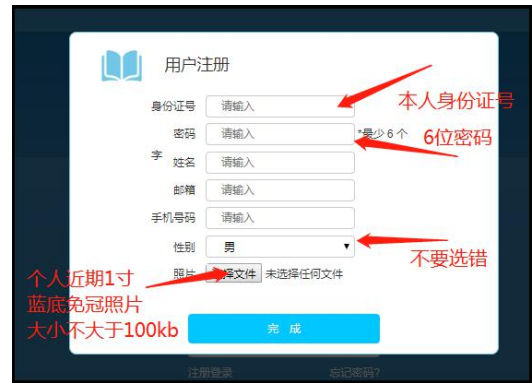 用户注册
身份证号 请输入
本人身份证号
密码 请输入 *最少6个
字
6位密码
姓名 请输入
邮箱 请输入
手机号码 请输入
性别 男
不要选错
照片 选择文件 未选择任何文件
个人近期1寸
蓝底免冠照片
大小不大于100kb
完成
注册登录 忘记密码?